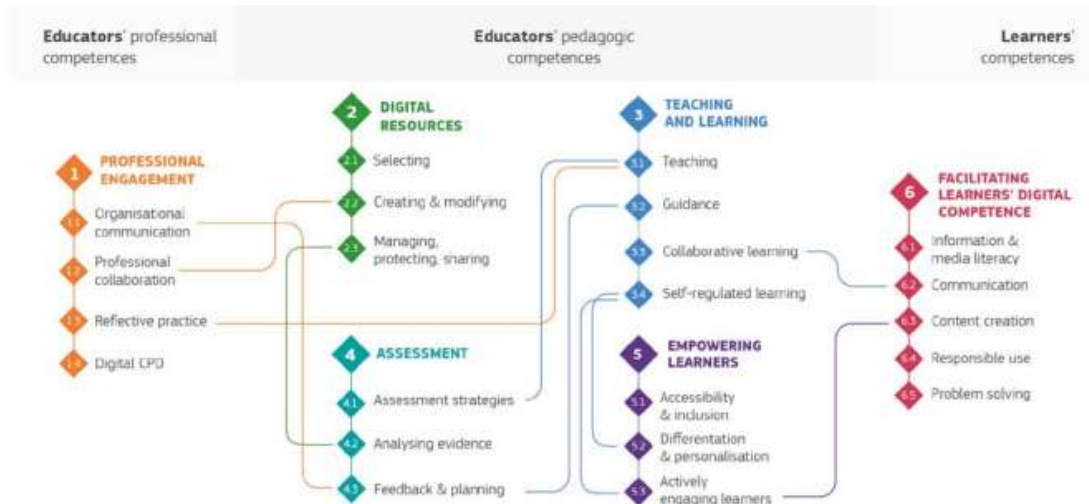 Educators' professional
competences
Educators' pedagogic
competences
Learners'
competences
1
PROFESSIONAL
ENGAGEMENT
1.1
Organisational
communication
1.2
Professional
collaboration
1.3
Reflective practice
1.4
Digital CPD
2
DIGITAL
RESOURCES
2.1
Selecting
2.2
Creating & modifying
2.3
Managing,
protecting, sharing
3
TEACHING
AND LEARNING
3.1
Teaching
3.2
Guidance
3.3
Collaborative learning
3.4
Self-regulated learning
4
ASSESSMENT
4.1
Assessment strategies
4.2
Analysing evidence
4.3
Feedback & planning
5
EMPOWERING
LEARNERS
5.1
Accessibility
& inclusion
5.2
Differentation
& personalisation
5.3
Actively
engaging learners
6
FACILITATING
LEARNERS' DIGITAL
COMPETENCE
6.1
Information &
media literacy
6.2
Communication
6.3
Content creation
6.4
Responsible use
6.5
Problem solving